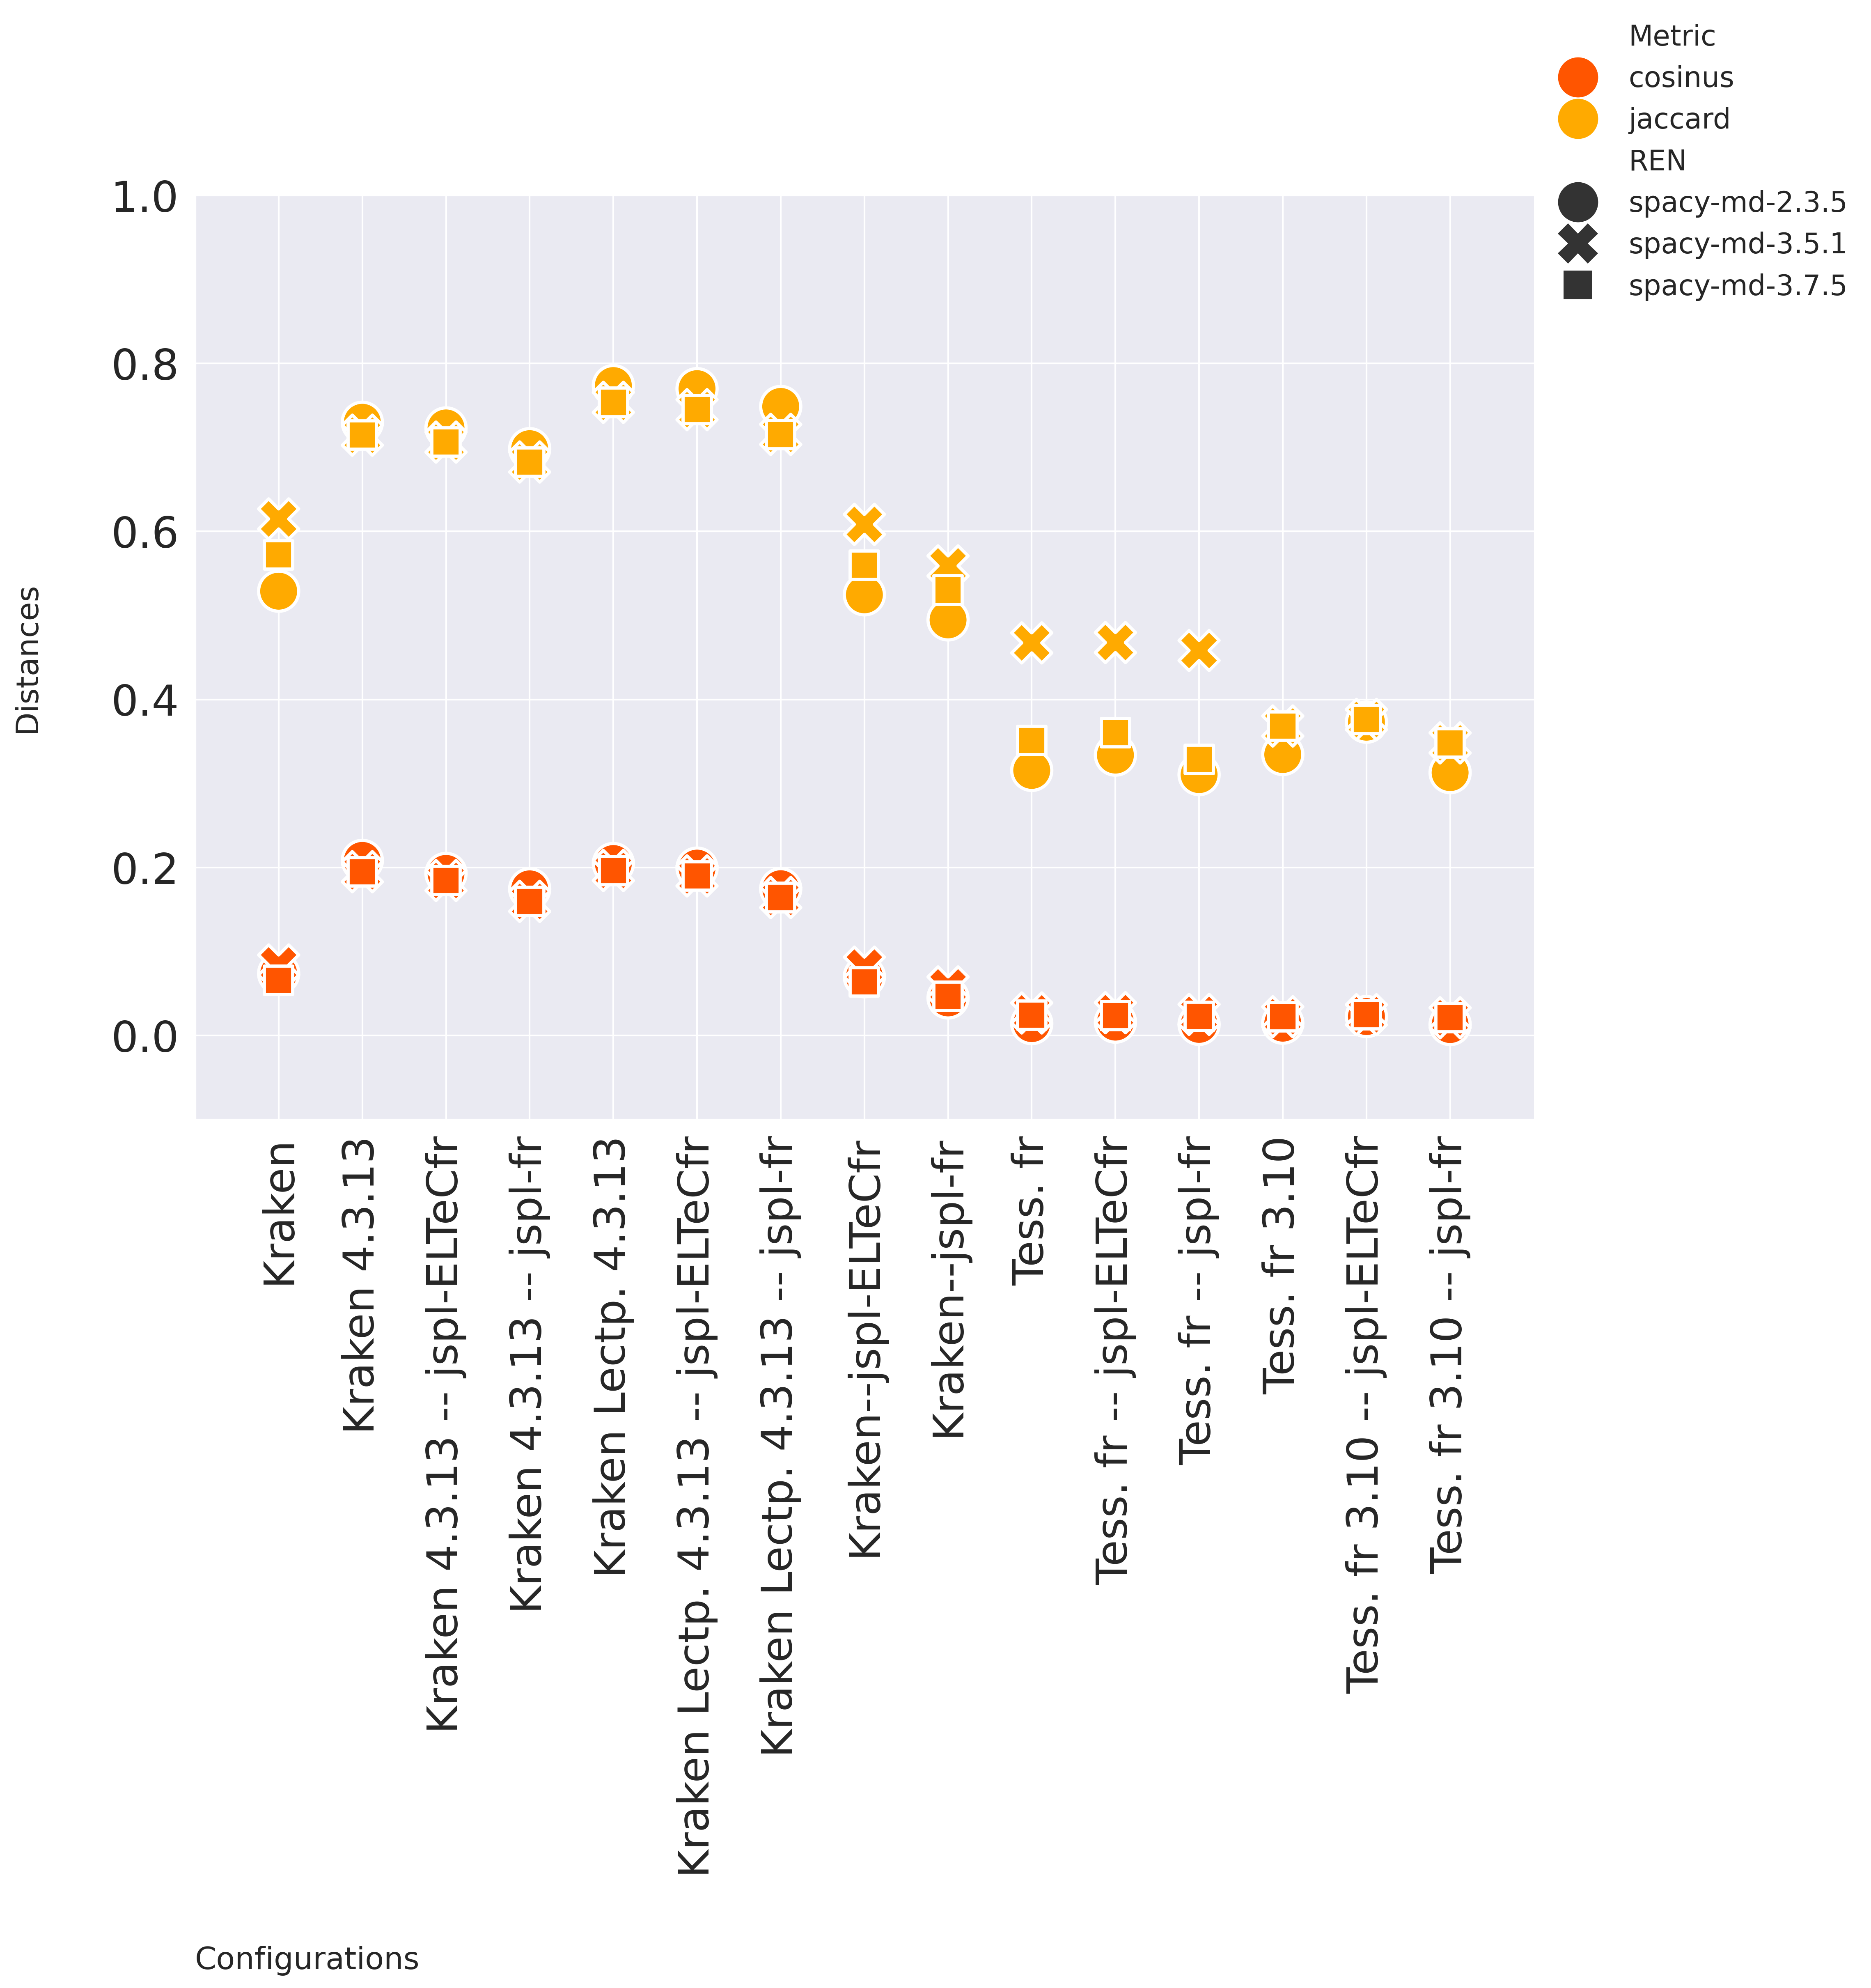 Metric
cosinus
jaccard
REN
spacy-md-2.3.5
spacy-md-3.5.1
spacy-md-3.7.5
1.0
0.8
0.6
0.4
0.2
0.0
Distances
Kraken
Kraken 4.3.13
Kraken 4.3.13 -- jspl-ELTeCfr
Kraken 4.3.13 -- jspl-fr
Kraken Lectp. 4.3.13
Kraken Lectp. 4.3.13 -- jspl-ELTeCfr
Kraken Lectp. 4.3.13 -- jspl-fr
Kraken--jspl-ELTeCfr
Kraken--jspl-fr
Tess. fr
Tess. fr -- jspl-ELTeCfr
Tess. fr -- jspl-fr
Tess. fr 3.10
Tess. fr 3.10 -- jspl-ELTeCfr
Tess. fr 3.10 -- jspl-fr
Configurations